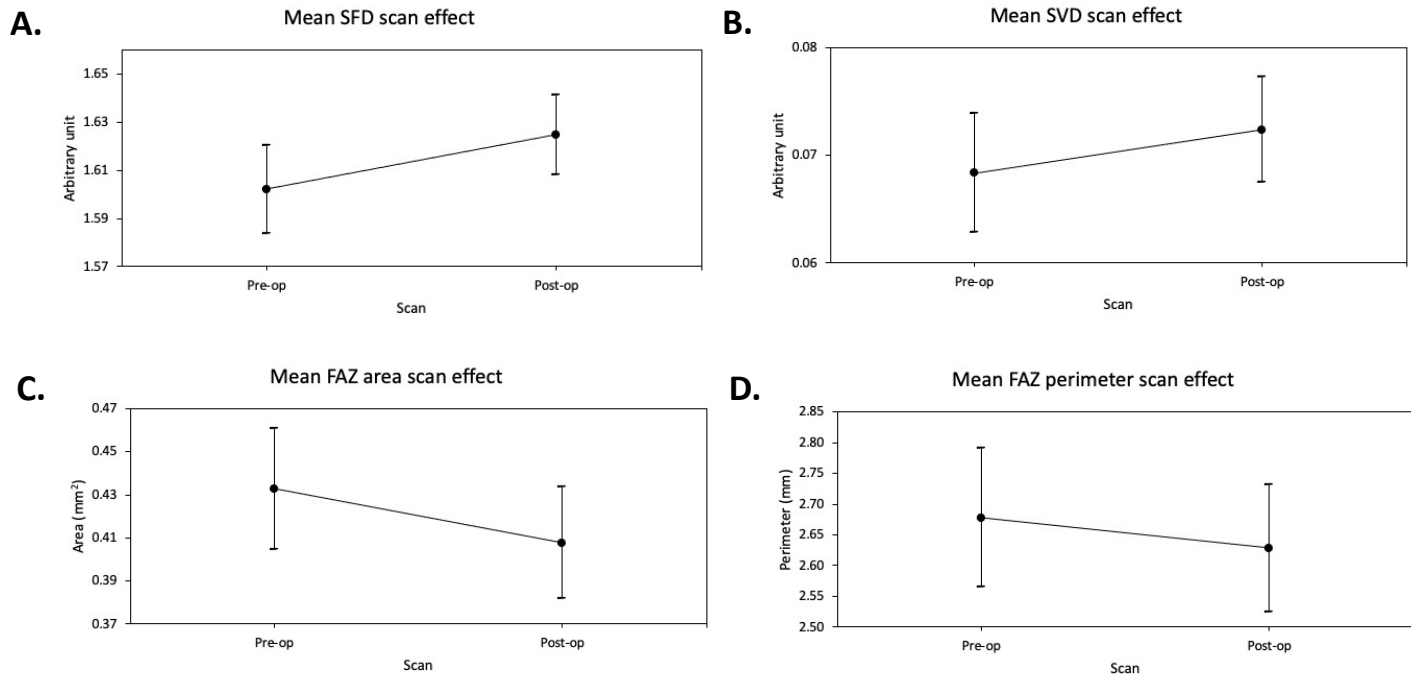 A.
Mean SFD scan effect
Arbitrary unit
1.65
1.63
1.61
1.59
1.57
Pre-op
Post-op
Scan
B.
Mean SVD scan effect
Arbitrary unit
0.08
0.07
0.06
Pre-op
Post-op
Scan
C.
Mean FAZ area scan effect
Area (mm²)
0.47
0.45
0.43
0.41
0.39
0.37
Pre-op
Post-op
Scan
D.
Mean FAZ perimeter scan effect
Perimeter (mm)
2.85
2.80
2.75
2.70
2.65
2.60
2.55
2.50
Pre-op
Post-op
Scan